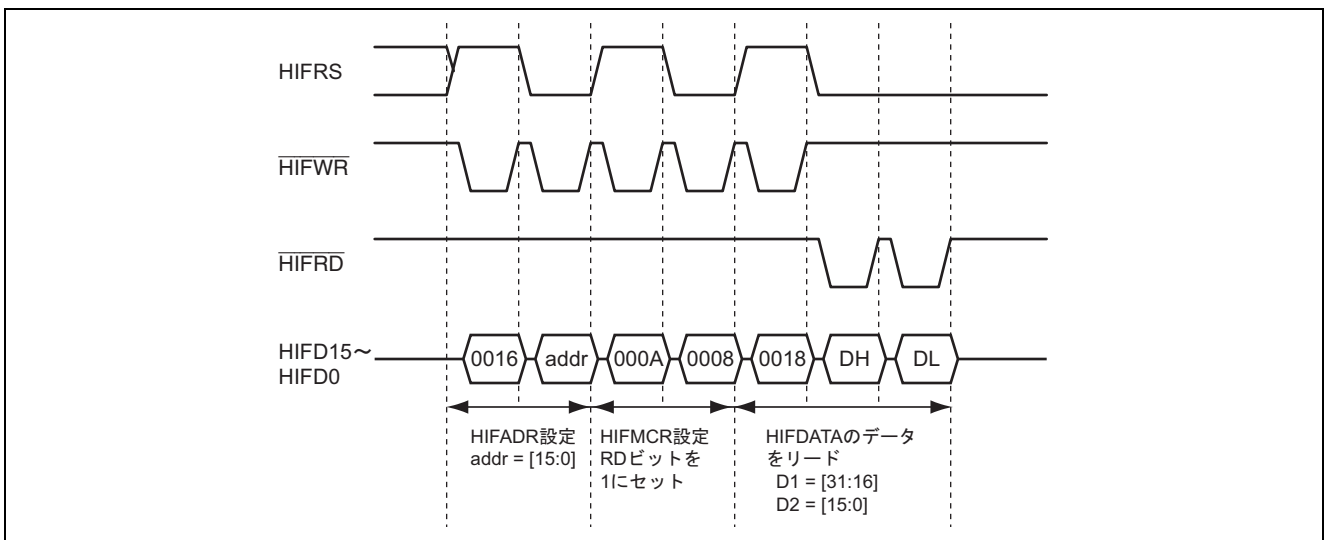 HIFRS
HIFWR
HIFRD
HIFD15～
HIFD0
0016 addr 000A 0008 0018 DH DL
HIFADR設定
addr = [15:0]
HIFMCR設定
RDビットを
1にセット
HIFDATAのデータ
をリード
D1 = [31:16]
D2 = [15:0]